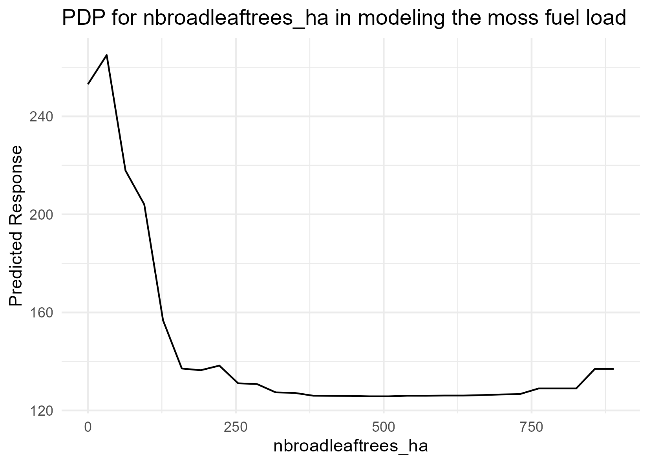 PDP for nbroadleaftrees_ha in modeling the moss fuel load
Predicted Response
240
200
160
120
0 250 500 750
nbroadleaftrees_ha